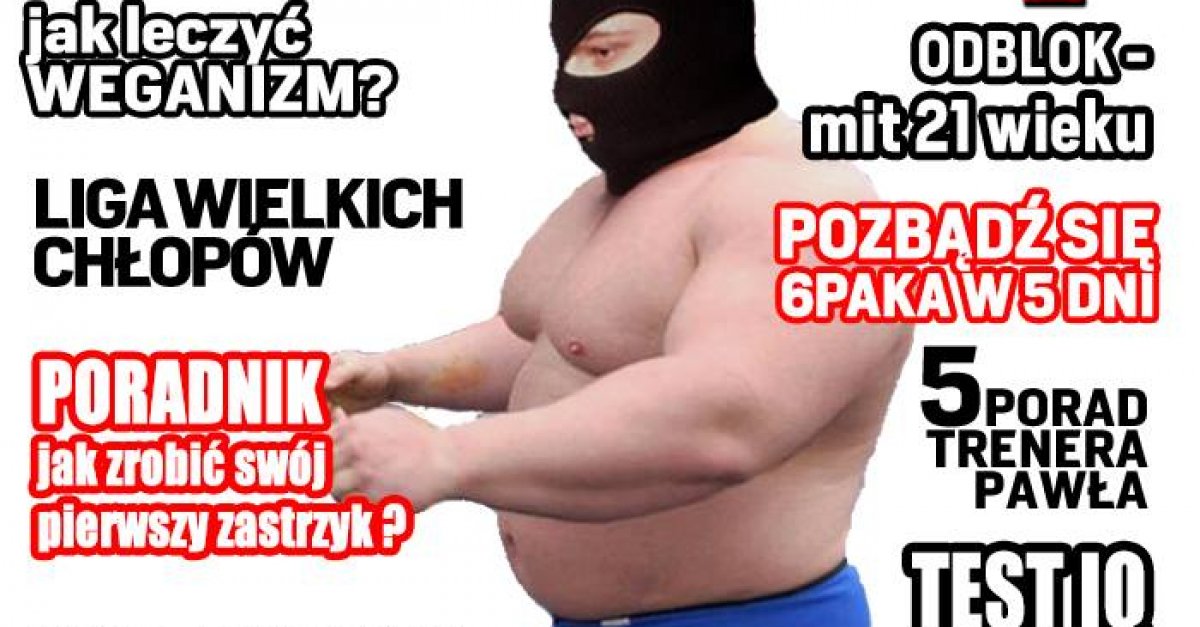 jak leczyć
WEGANIZM?
LIGA WIELKICH
CHŁOPÓW
PORADNIK
jak zrobić swój
pierwszy zastrzyk ?
ODBLOK -
mit 21 wieku
POZBĄDŹ SIĘ
6PAKA W 5 DNI
5 PORAD
TRENERA
PAWŁA
TEST IQ